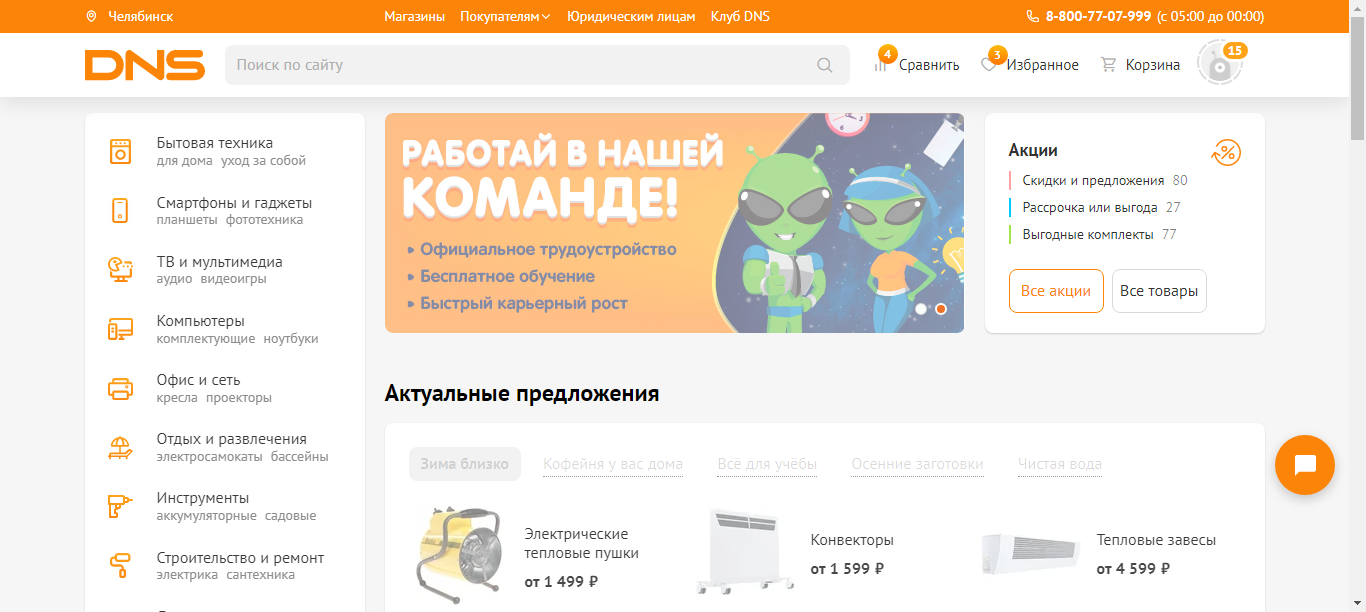 Челябинск
Магазины Покупателям Юридическим лицам Клуб DNS
8-800-77-07-999 (с 05:00 до 00:00)
DNS
Поиск по сайту
4
Сравнить
3
Избранное
Корзина
15
Бытовая техника
для дома уход за собой
Смартфоны и гаджеты
планшеты фототехника
ТВ и мультимедиа
аудио видеоигры
Компьютеры
комплектующие ноутбуки
Офис и сеть
кресла проекторы
Отдых и развлечения
электросамокаты бассейны
Инструменты
аккумуляторные садовые
Строительство и ремонт
электрика сантехника
РАБОТАЙ В НАШЕЙ
КОМАНДЕ!
• Официальное трудоустройство
• Бесплатное обучение
• Быстрый карьерный рост
Акции
Скидки и предложения 80
Рассрочка или выгода 27
Выгодные комплекты 77
Все акции
Все товары
Актуальные предложения
Зима близко Кофейня у вас дома Всё для учёбы Осенние заготовки Чистая вода
Электрические
тепловые пушки
от 1 499 ₽
Конвекторы
от 1 599 ₽
Тепловые завесы
от 4 599 ₽